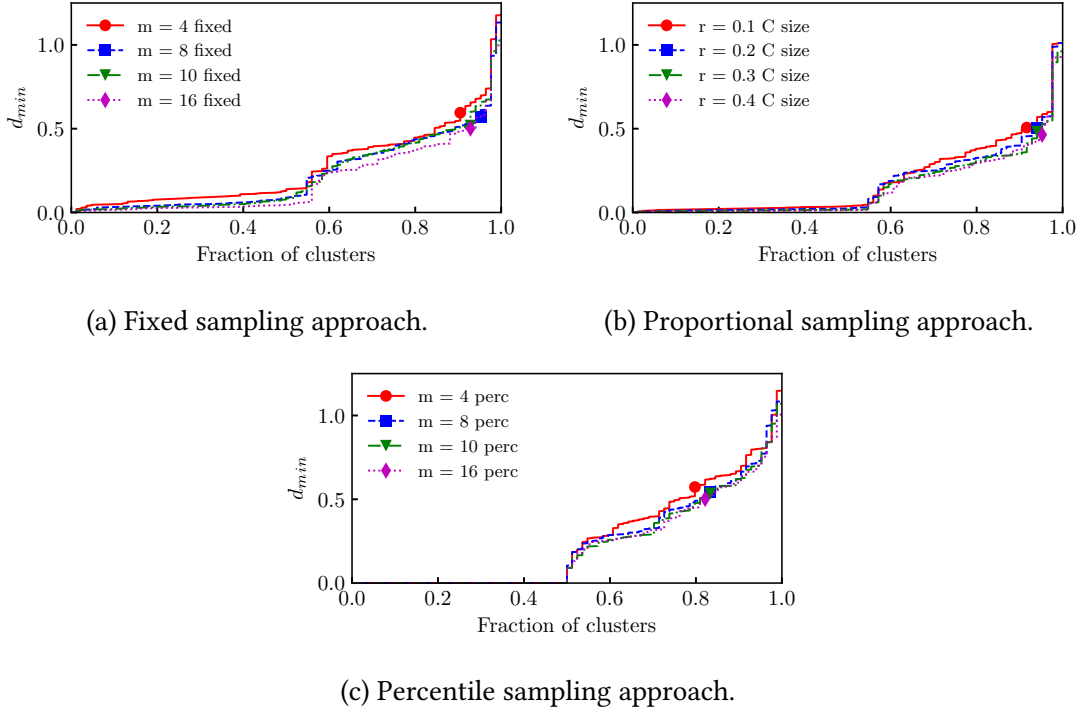 m = 4 fixed
m = 8 fixed
m = 10 fixed
m = 16 fixed
1.0
0.5
0.0
d_min
0.0 0.2 0.4 0.6 0.8 1.0
Fraction of clusters
(a) Fixed sampling approach.
r = 0.1 C size
r = 0.2 C size
r = 0.3 C size
r = 0.4 C size
1.0
0.5
0.0
d_min
0.0 0.2 0.4 0.6 0.8 1.0
Fraction of clusters
(b) Proportional sampling approach.
m = 4 perc
m = 8 perc
m = 10 perc
m = 16 perc
1.0
0.5
0.0
d_min
0.0 0.2 0.4 0.6 0.8 1.0
Fraction of clusters
(c) Percentile sampling approach.